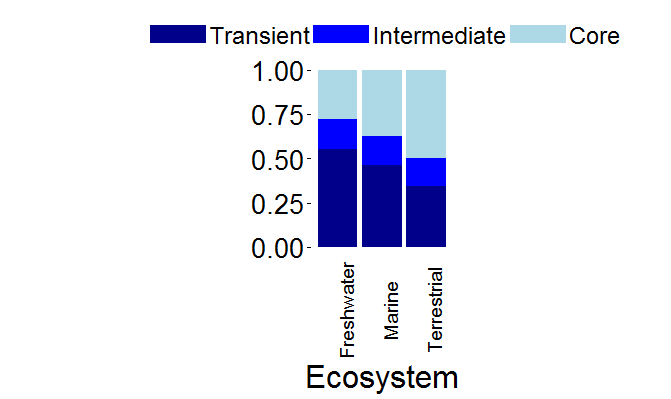 Transient Intermediate Core
1.00
0.75
0.50
0.25
0.00
Freshwater
Marine
Terrestrial
Ecosystem